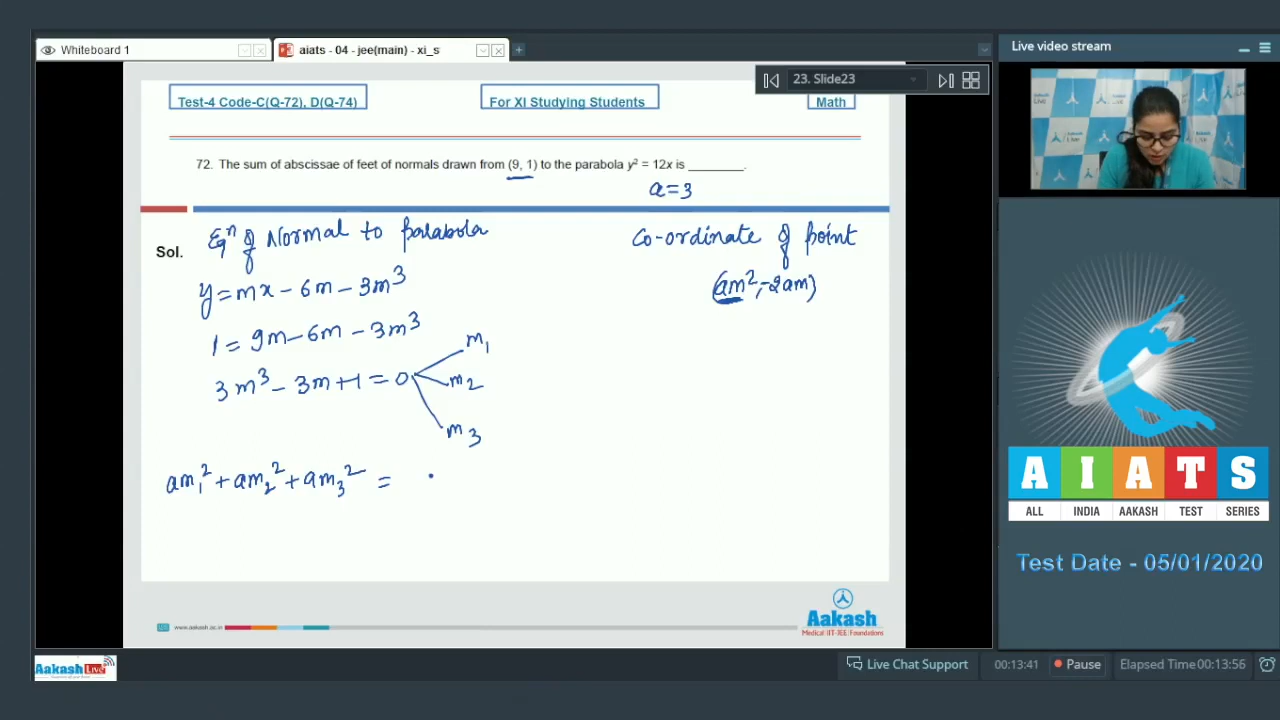 Whiteboard 1
aiats - 04 - jee(main) - xi_s
Live video stream
23. Slide23
Test-4 Code-C(Q-72), D(Q-74)
For XI Studying Students
Math
72. The sum of abscissae of feet of normals drawn from (9, 1) to the parabola y² = 12x is ________.
a=3
Sol.
Eqⁿ of Normal to Parabola
y = mx - 6m - 3m³
1 = 9m - 6m - 3m³
3m³ - 3m + 1 = 0
m₁
m₂
m₃
am₁² + am₂² + am₃² =
Co-ordinate of point
(am², -2am)
www.aakash.ac.in
Aakash
Medical|IIT-JEE|Foundations
AIATS
ALL INDIA AAKASH TEST SERIES
Test Date - 05/01/2020
Aakash Live
Live Chat Support
00:13:41
Pause
Elapsed Time 00:13:56